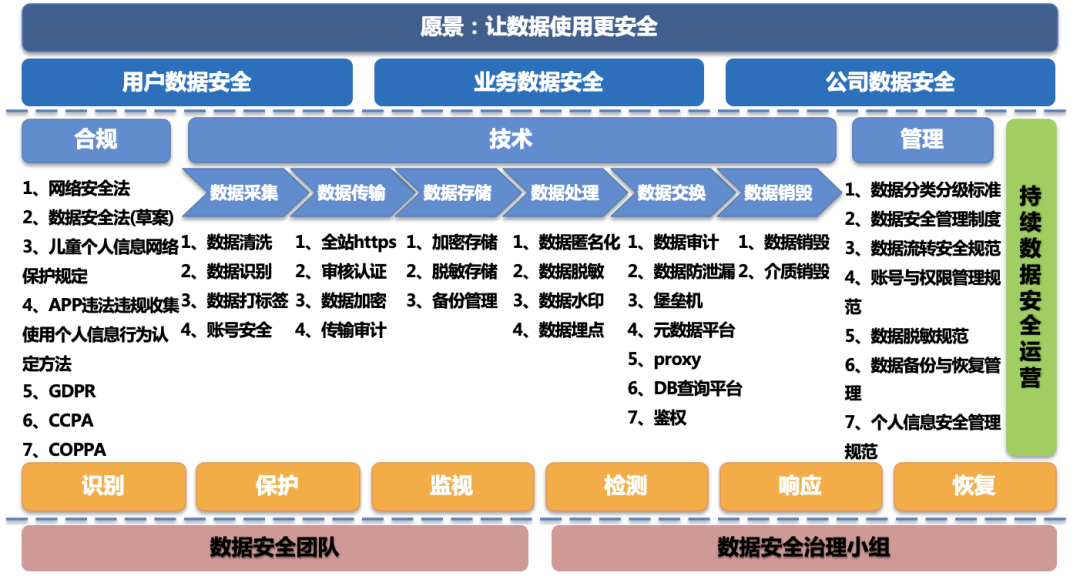 愿景：让数据使用更安全
用户数据安全
业务数据安全
公司数据安全
合规
1、网络安全法
2、数据安全法(草案)
3、儿童个人信息网络
保护规定
4、APP违法违规收集
使用个人信息行为认
定方法
5、GDPR
6、CCPA
7、COPPA
技术
数据采集
1、数据清洗
2、数据识别
3、数据打标签
4、账号安全
数据传输
1、全站https
2、审核认证
3、数据加密
4、传输审计
数据存储
1、加密存储
2、脱敏存储
3、备份管理
数据处理
1、数据匿名化
2、数据脱敏
3、数据水印
4、数据埋点
数据交换
1、数据审计
2、数据防泄漏
3、堡垒机
4、元数据平台
5、proxy
6、DB查询平台
7、鉴权
数据销毁
1、数据销毁
2、介质销毁
管理
1、数据分类分级标准
2、数据安全管理制度
3、数据流转安全规范
4、账号与权限管理规
范
5、数据脱敏规范
6、数据备份与恢复管
理
7、个人信息安全管理
规范
持续数据安全运营
识别
保护
监视
检测
响应
恢复
数据安全团队
数据安全治理小组